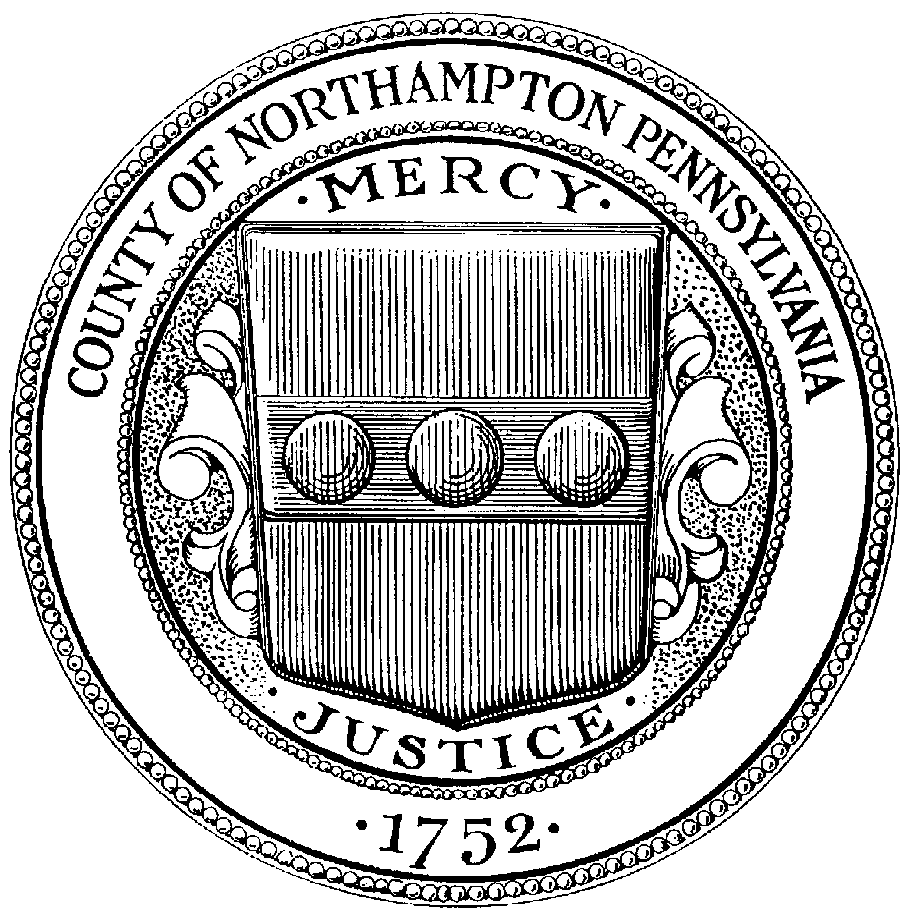 COUNTY OF NORTHAMPTON PENNSYLVANIA
·MERCY·
·JUSTICE·
·1752·